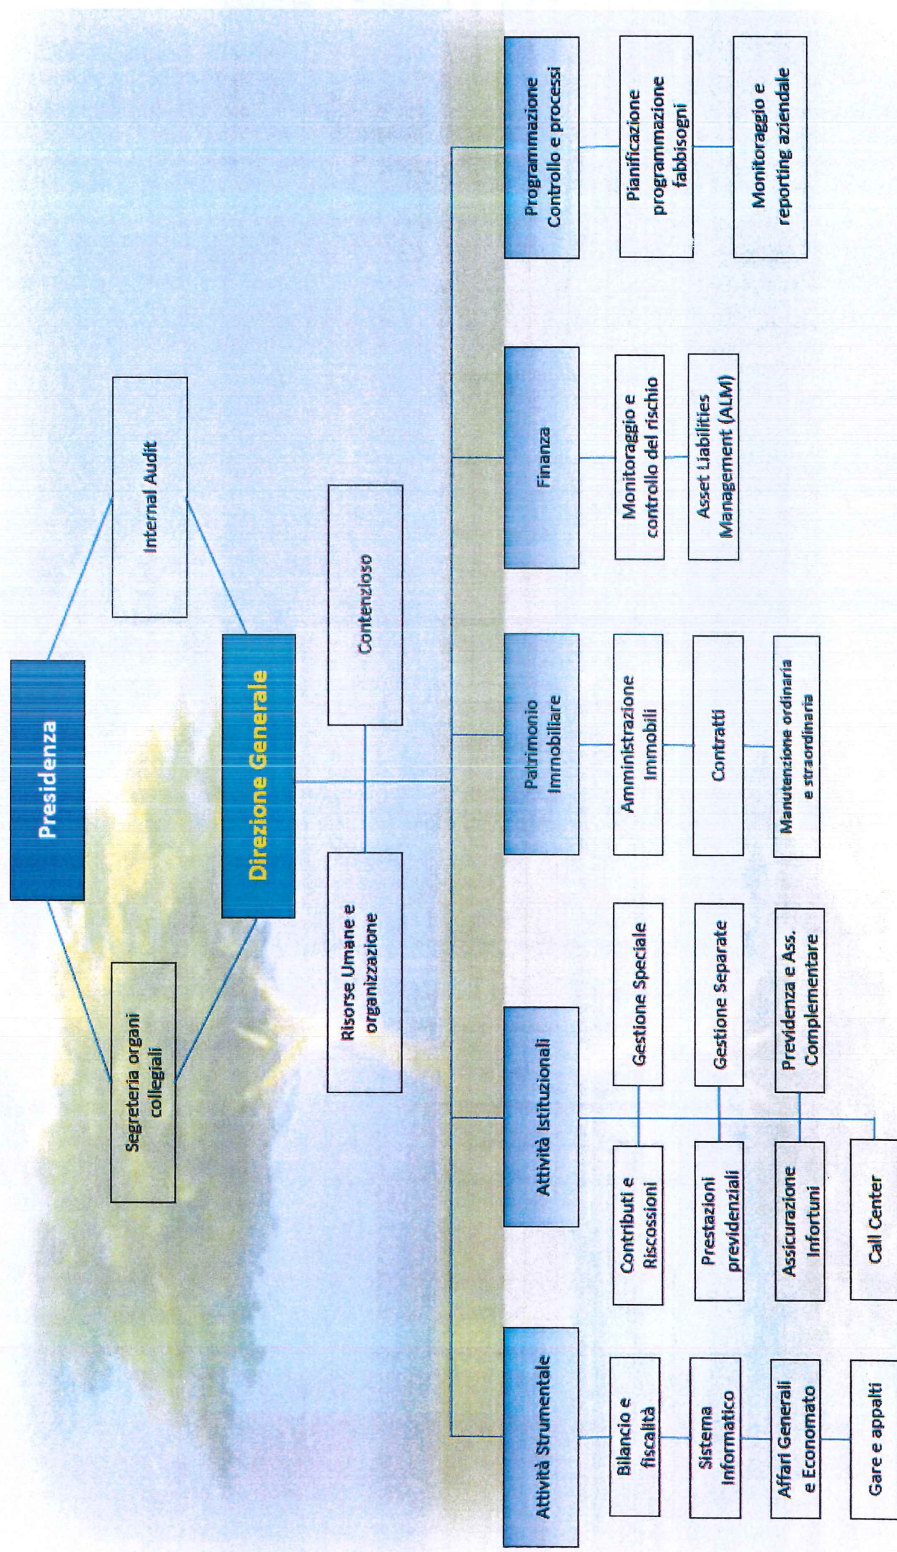 Presidenza
Segreteria organi
collegiali
Internal Audit
Direzione Generale
Risorse Umane e
organizzazione
Contenzioso
Attività Strumentale
Bilancio e
fiscalità
Sistema
Informatico
Affari Generali
e Economato
Gare e appalti
Attività Istituzionali
Contributi e
Riscossioni
Gestione Speciale
Prestazioni
previdenziali
Gestione Separate
Assicurazione
Infortuni
Previdenza e Ass.
Complementare
Call Center
Patrimonio
Immobiliare
Amministrazione
Immobili
Contratti
Manutenzione ordinaria
e straordinaria
Finanza
Monitoraggio e
controllo del rischio
Asset Liabilities
Management (ALM)
Programmazione
Controllo e processi
Pianificazione
programmazione
fabbisogni
Monitoraggio e
reporting aziendale